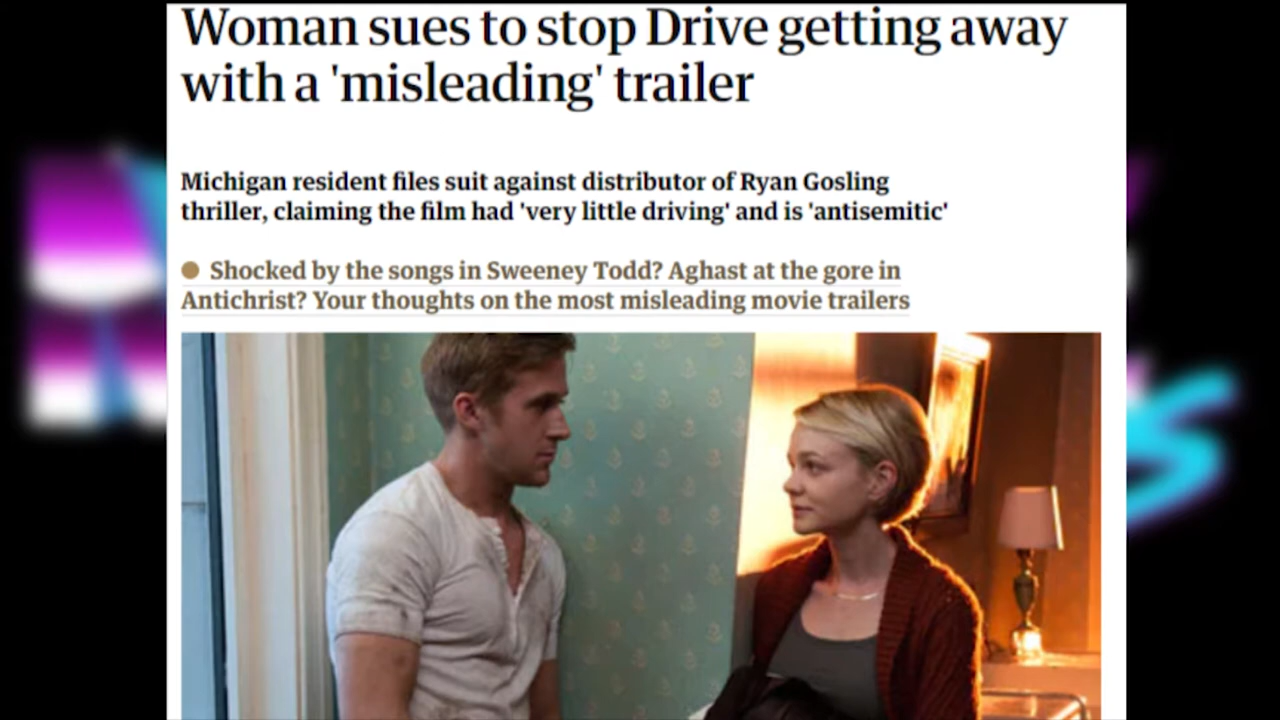 Woman sues to stop Drive getting away
with a 'misleading' trailer
Michigan resident files suit against distributor of Ryan Gosling
thriller, claiming the film had 'very little driving' and is 'antisemitic'
Shocked by the songs in Sweeney Todd? Aghast at the gore in
Antichrist? Your thoughts on the most misleading movie trailers